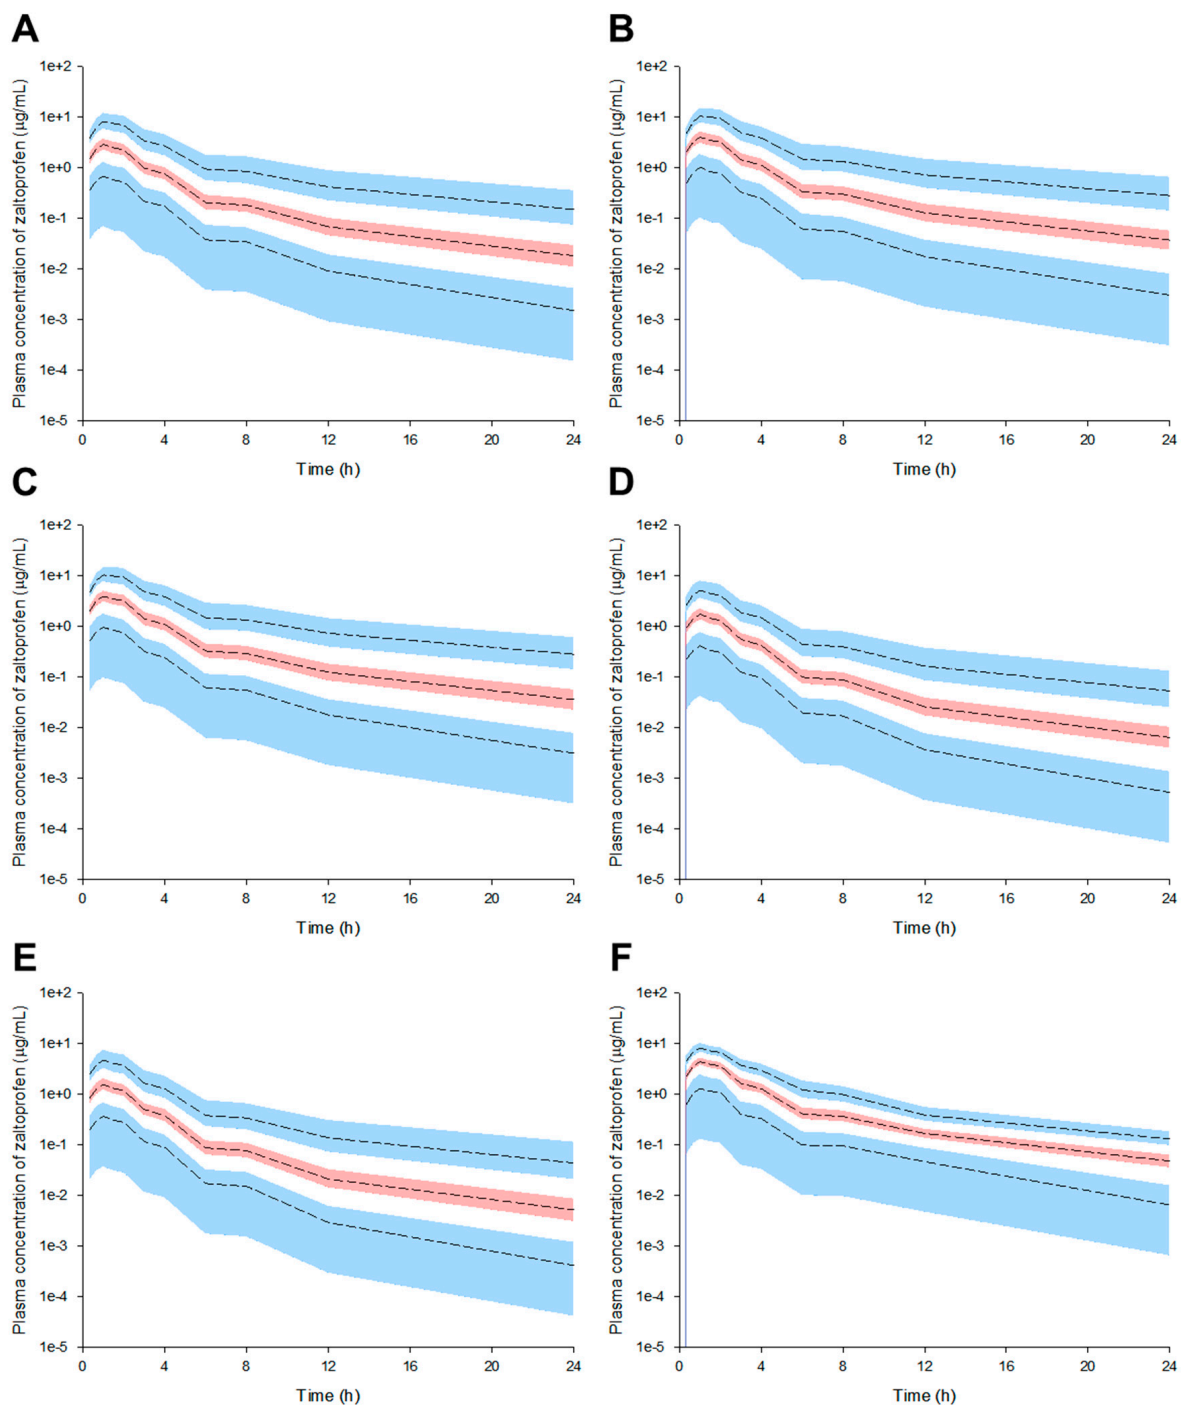 A
B
Plasma concentration of zaltoprofen (µg/mL)
1e+2
1e+1
1e+0
1e-1
1e-2
1e-3
1e-4
1e-5
0 4 8 12 16 20 24
Time (h)
Plasma concentration of zaltoprofen (µg/mL)
1e+2
1e+1
1e+0
1e-1
1e-2
1e-3
1e-4
1e-5
0 4 8 12 16 20 24
Time (h)
C
D
Plasma concentration of zaltoprofen (µg/mL)
1e+2
1e+1
1e+0
1e-1
1e-2
1e-3
1e-4
1e-5
0 4 8 12 16 20 24
Time (h)
Plasma concentration of zaltoprofen (µg/mL)
1e+2
1e+1
1e+0
1e-1
1e-2
1e-3
1e-4
1e-5
0 4 8 12 16 20 24
Time (h)
E
F
Plasma concentration of zaltoprofen (µg/mL)
1e+2
1e+1
1e+0
1e-1
1e-2
1e-3
1e-4
1e-5
0 4 8 12 16 20 24
Time (h)
Plasma concentration of zaltoprofen (µg/mL)
1e+2
1e+1
1e+0
1e-1
1e-2
1e-3
1e-4
1e-5
0 4 8 12 16 20 24
Time (h)